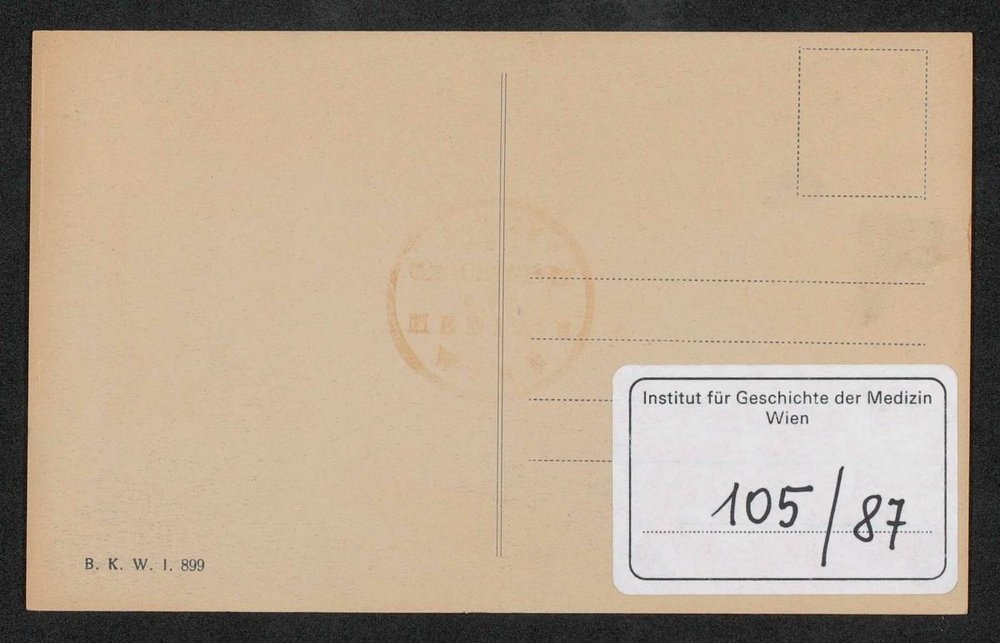 Institut für Geschichte der Medizin
Wien
105/87
B. K. W. I. 899